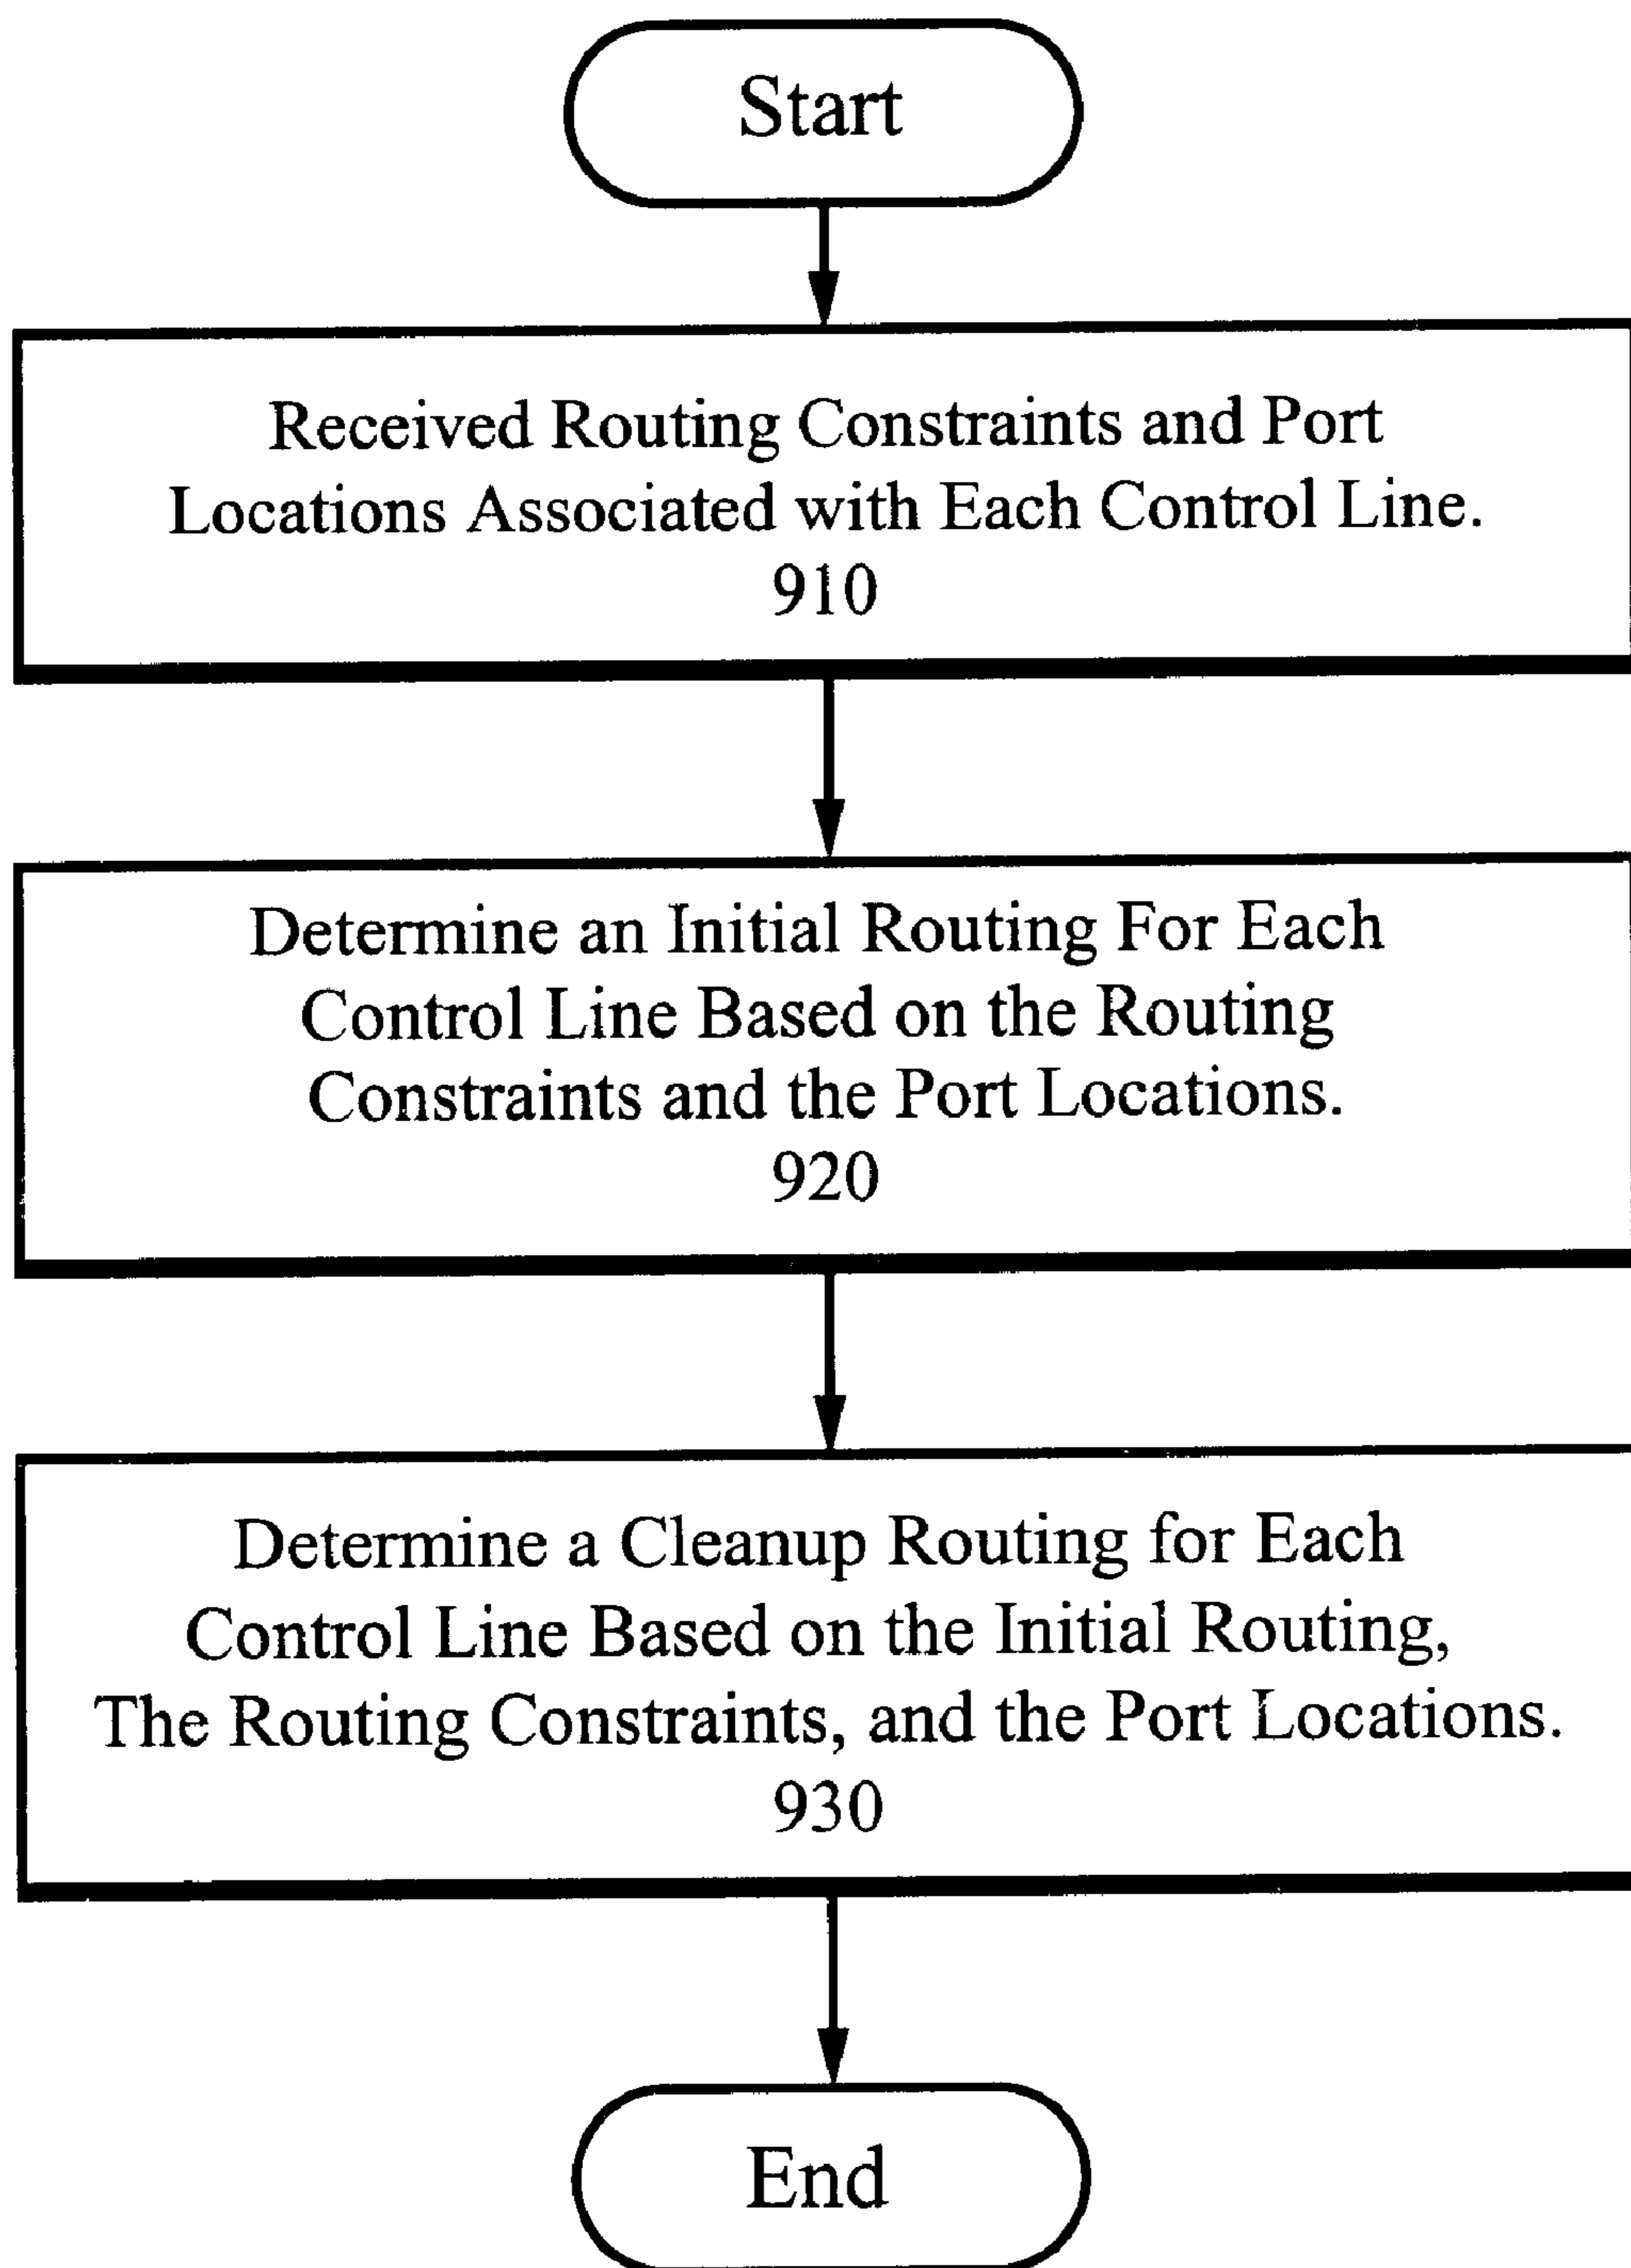 Start
Received Routing Constraints and Port
Locations Associated with Each Control Line.
910
Determine an Initial Routing For Each
Control Line Based on the Routing
Constraints and the Port Locations.
920
Determine a Cleanup Routing for Each
Control Line Based on the Initial Routing,
The Routing Constraints, and the Port Locations.
930
End